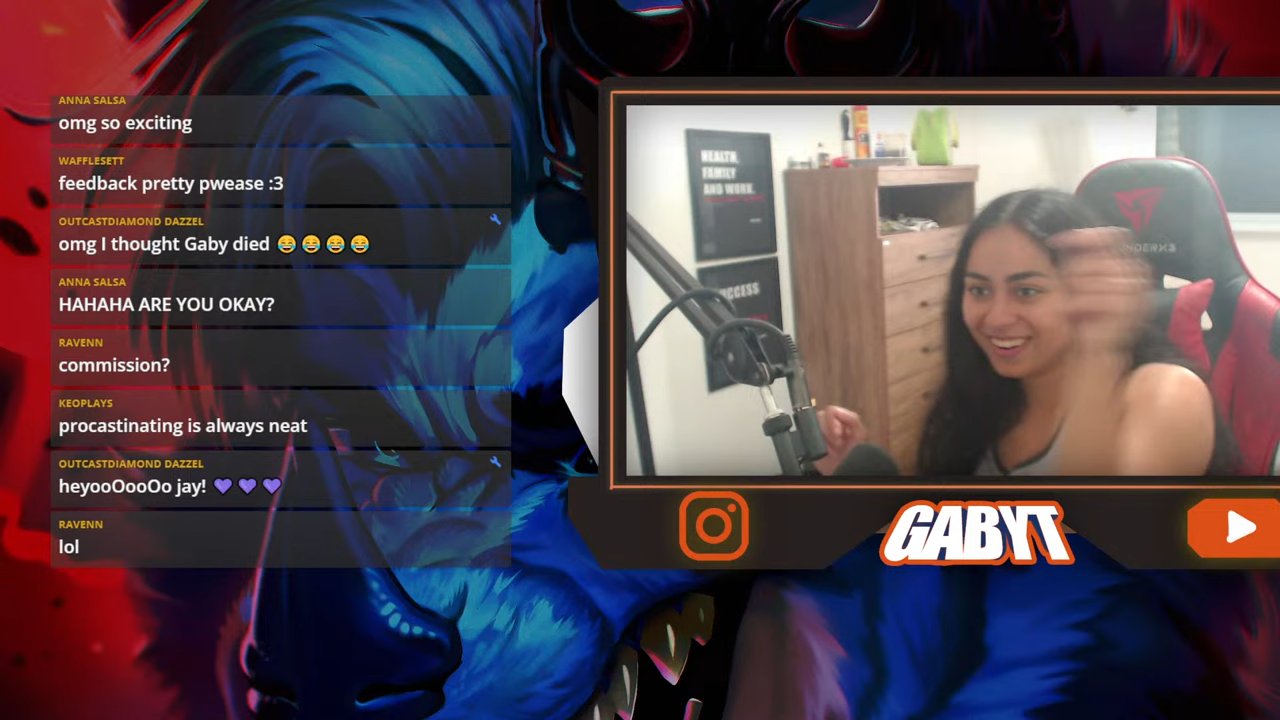 ANNA SALSA
omg so exciting
WAFFLESETT
feedback pretty pwease :3
OUTCASTDIAMOND DAZZEL
omg I thought Gaby died 😂😂😂😂
ANNA SALSA
HAHAHA ARE YOU OKAY?
RAVENN
commission?
KEOPLAYS
procastinating is always neat
OUTCASTDIAMOND DAZZEL
heyooOooOo jay! 💜💜💜
RAVENN
lol
HEALTH,
FAMILY
AND WORK.
GABYT